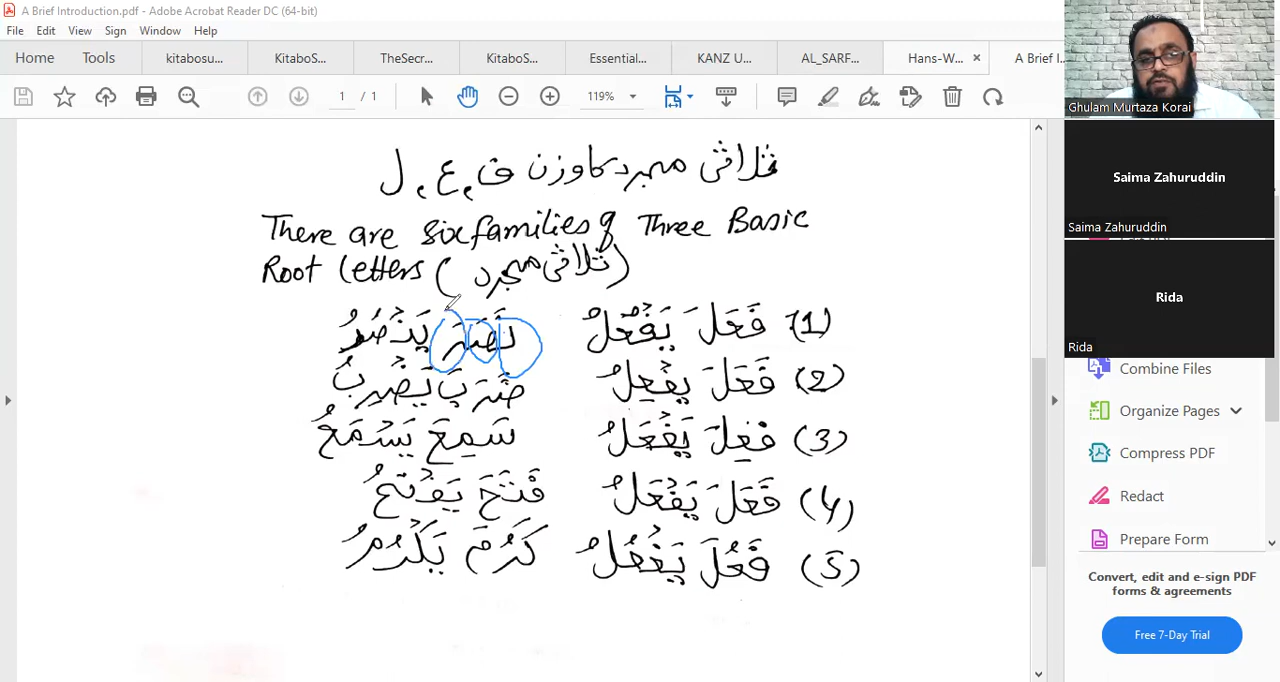 A Brief Introduction.pdf - Adobe Acrobat Reader DC (64-bit)
File Edit View Sign Window Help
Home Tools kitabosu... KitaboS... TheSecr... KitaboS... Essential... KANZ U... AL_SARF... Hans-W... × A Brief I...
1 / 1 119%
ثلاثی مجرد کا وزن ف، ع، ل
There are six families of Three Basic
Root Letters (ثلاثی مجرد)
(1) فَعَلَ يَفْعُلُ نَصَرَ يَنْصُرُ
(2) فَعَلَ يَفْعِلُ ضَرَبَ يَضْرِبُ
(3) فَعِلَ يَفْعَلُ سَمِعَ يَسْمَعُ
(4) فَعَلَ يَفْعَلُ فَتَحَ يَفْتَحُ
(5) فَعُلَ يَفْعُلُ كَرُمَ يَكْرُمُ
Ghulam Murtaza Korai
Saima Zahuruddin
Saima Zahuruddin
Rida
Rida
Combine Files
Organize Pages
Compress PDF
Redact
Prepare Form
Convert, edit and e-sign PDF
forms & agreements
Free 7-Day Trial